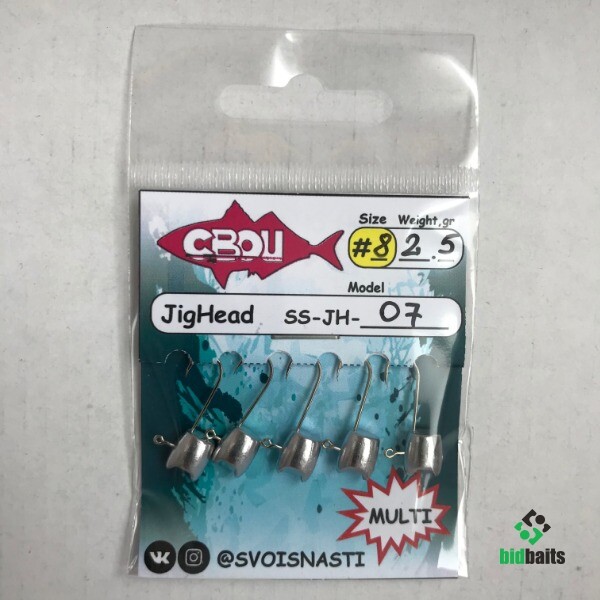 СВОИ
Size Weight,gr
#8 2.5
Model
JigHead SS-JH-07
MULTI
@SVOISNASTI
bidbaits